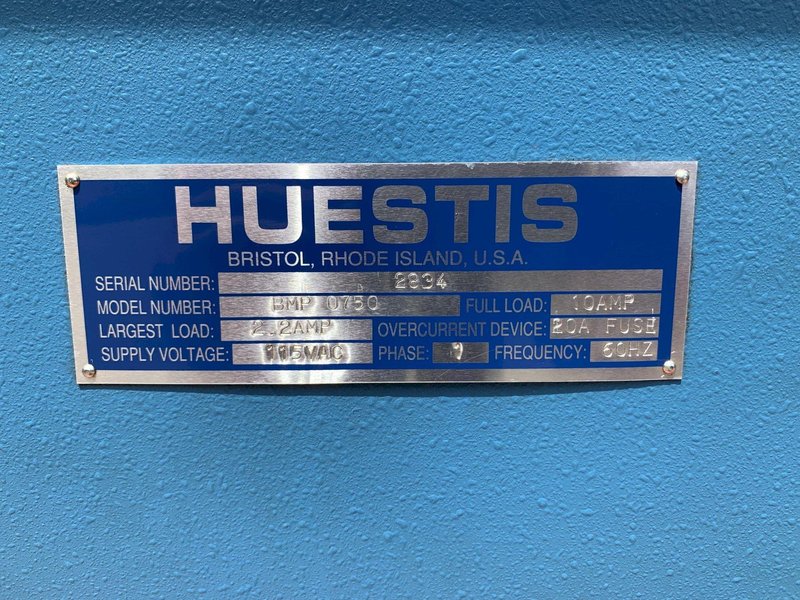 HUESTIS
BRISTOL, RHODE ISLAND, U.S.A.
SERIAL NUMBER: 2834
MODEL NUMBER: BMP 0750 FULL LOAD: 10AMP
LARGEST LOAD: 2.2AMP OVERCURRENT DEVICE: 20A FUSE
SUPPLY VOLTAGE: 115VAC PHASE: 1 FREQUENCY: 60HZ